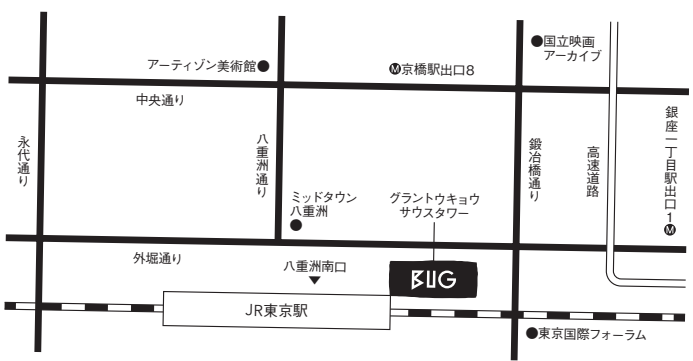 国立映画
アーカイブ
アーティゾン美術館
M京橋駅出口8
中央通り
永代通り
八重洲通り
鍛冶橋通り
高速道路
銀座一丁目駅出口1M
ミッドタウン
八重洲
グラントウキョウ
サウスタワー
外堀通り
八重洲南口
BUG
JR東京駅
東京国際フォーラム